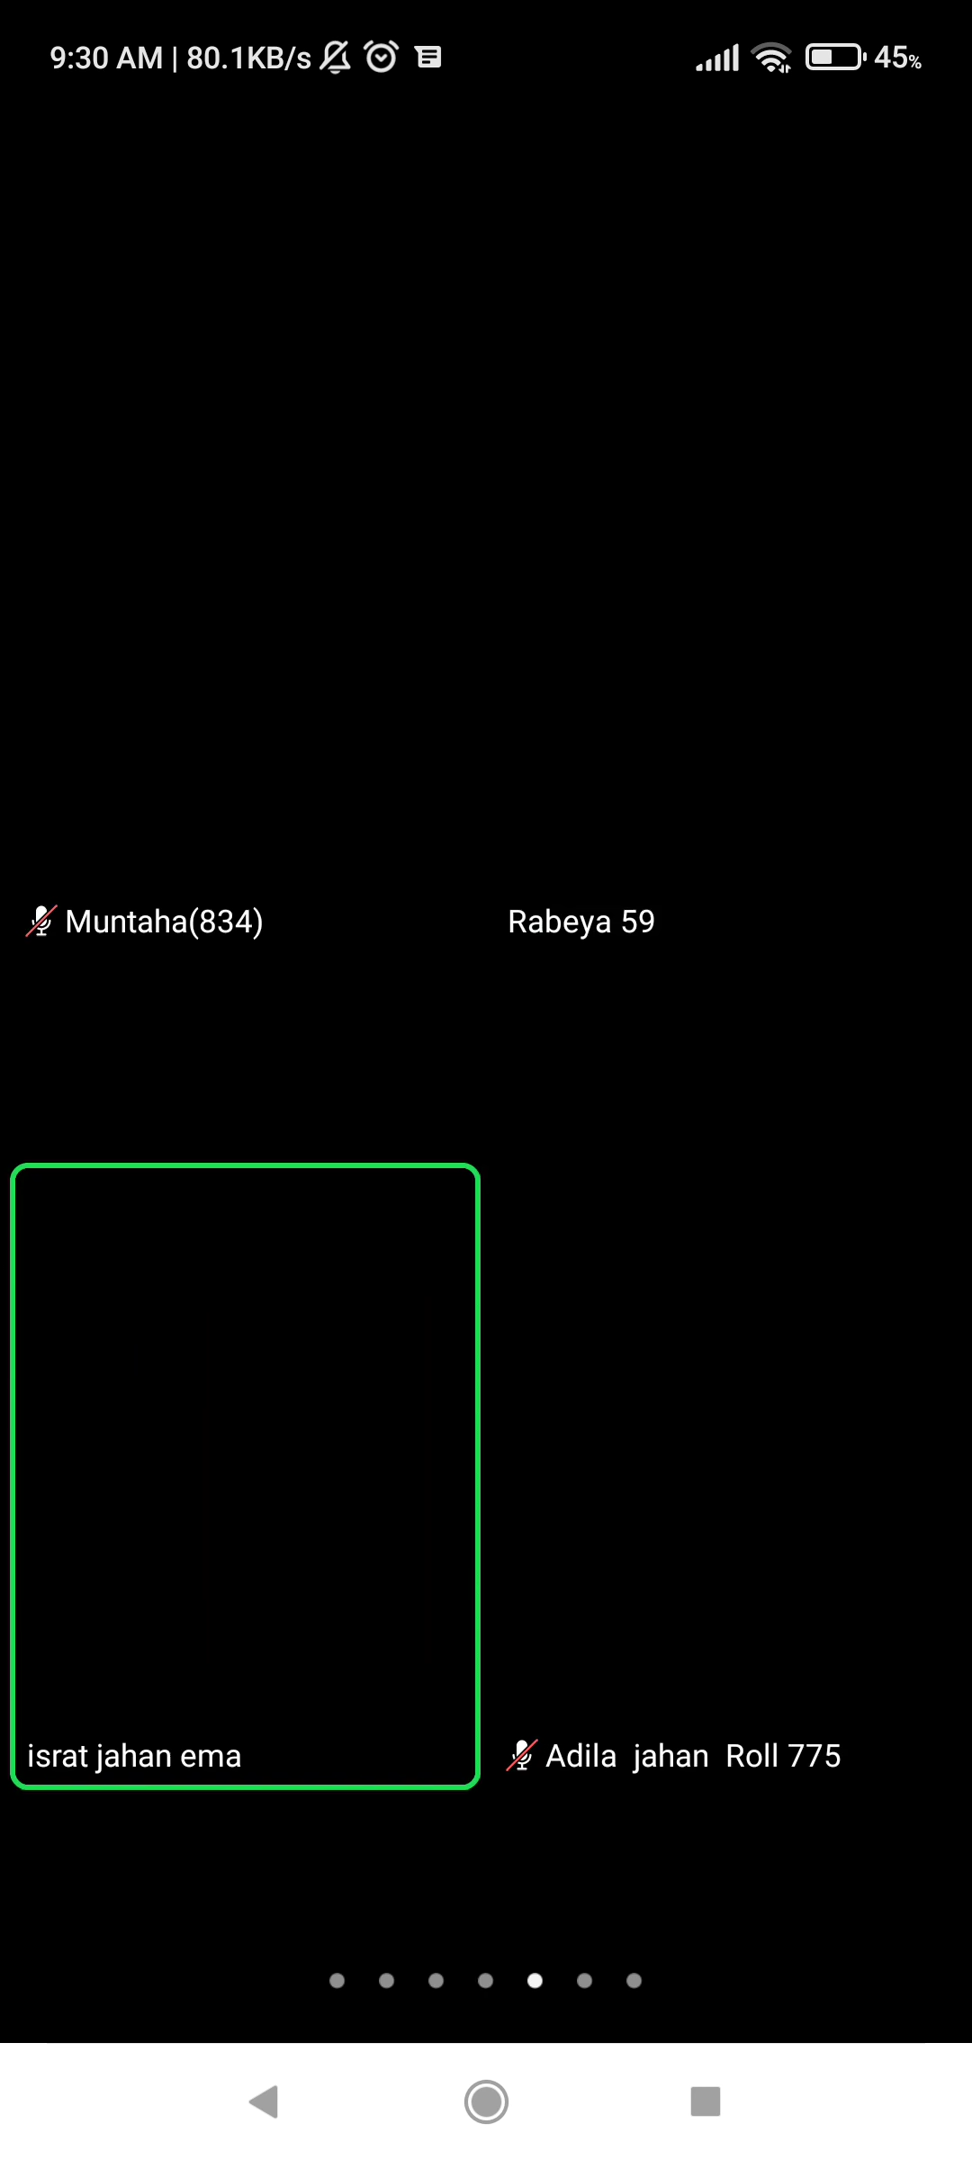 9:30 AM | 80.1KB/s 45%
Muntaha(834) Rabeya 59
israt jahan ema Adila jahan Roll 775